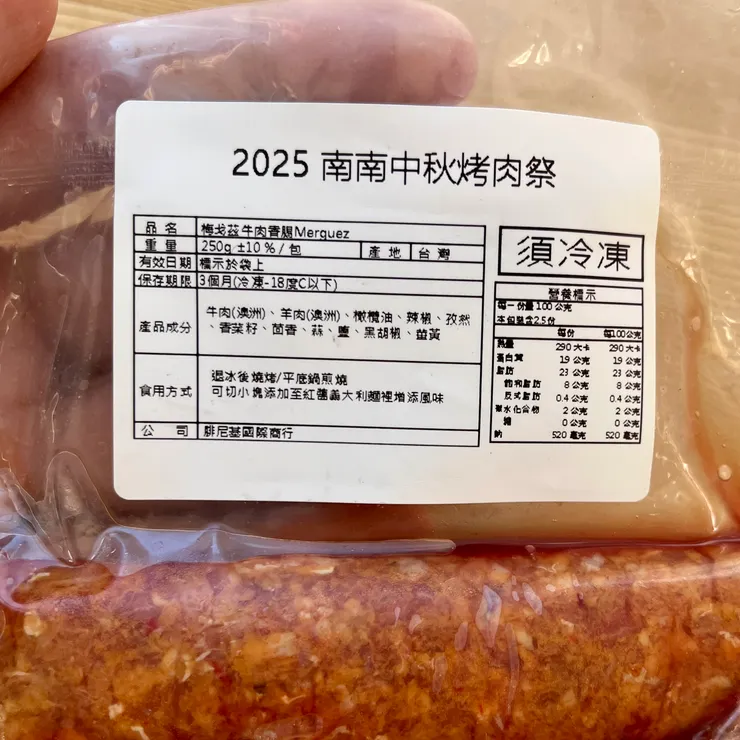 2025 南南中秋烤肉祭
品名 梅戈茲牛肉香腸Merguez
重量 250g ±10%/包 產地 台灣
有效日期 標示於袋上
保存期限 3個月(冷凍-18度C以下)
產品成分 牛肉(澳洲)、羊肉(澳洲)、橄欖油、辣椒、孜然
、香菜籽、茴香、蒜、鹽、黑胡椒、薑黃
食用方式 退冰後燒烤/平底鍋煎燒
可切小塊添加至紅醬義大利麵裡增添風味
公司 腓尼基國際商行
須冷凍
營養標示
每一份量 100 公克
本包裝含2.5份
每份 每100公克
熱量 290 大卡 290 大卡
蛋白質 19 公克 19 公克
脂肪 23 公克 23 公克
飽和脂肪 8 公克 8 公克
反式脂肪 0.4 公克 0.4 公克
碳水化合物 2 公克 2 公克
糖 0 公克 0 公克
鈉 520 毫克 520 毫克